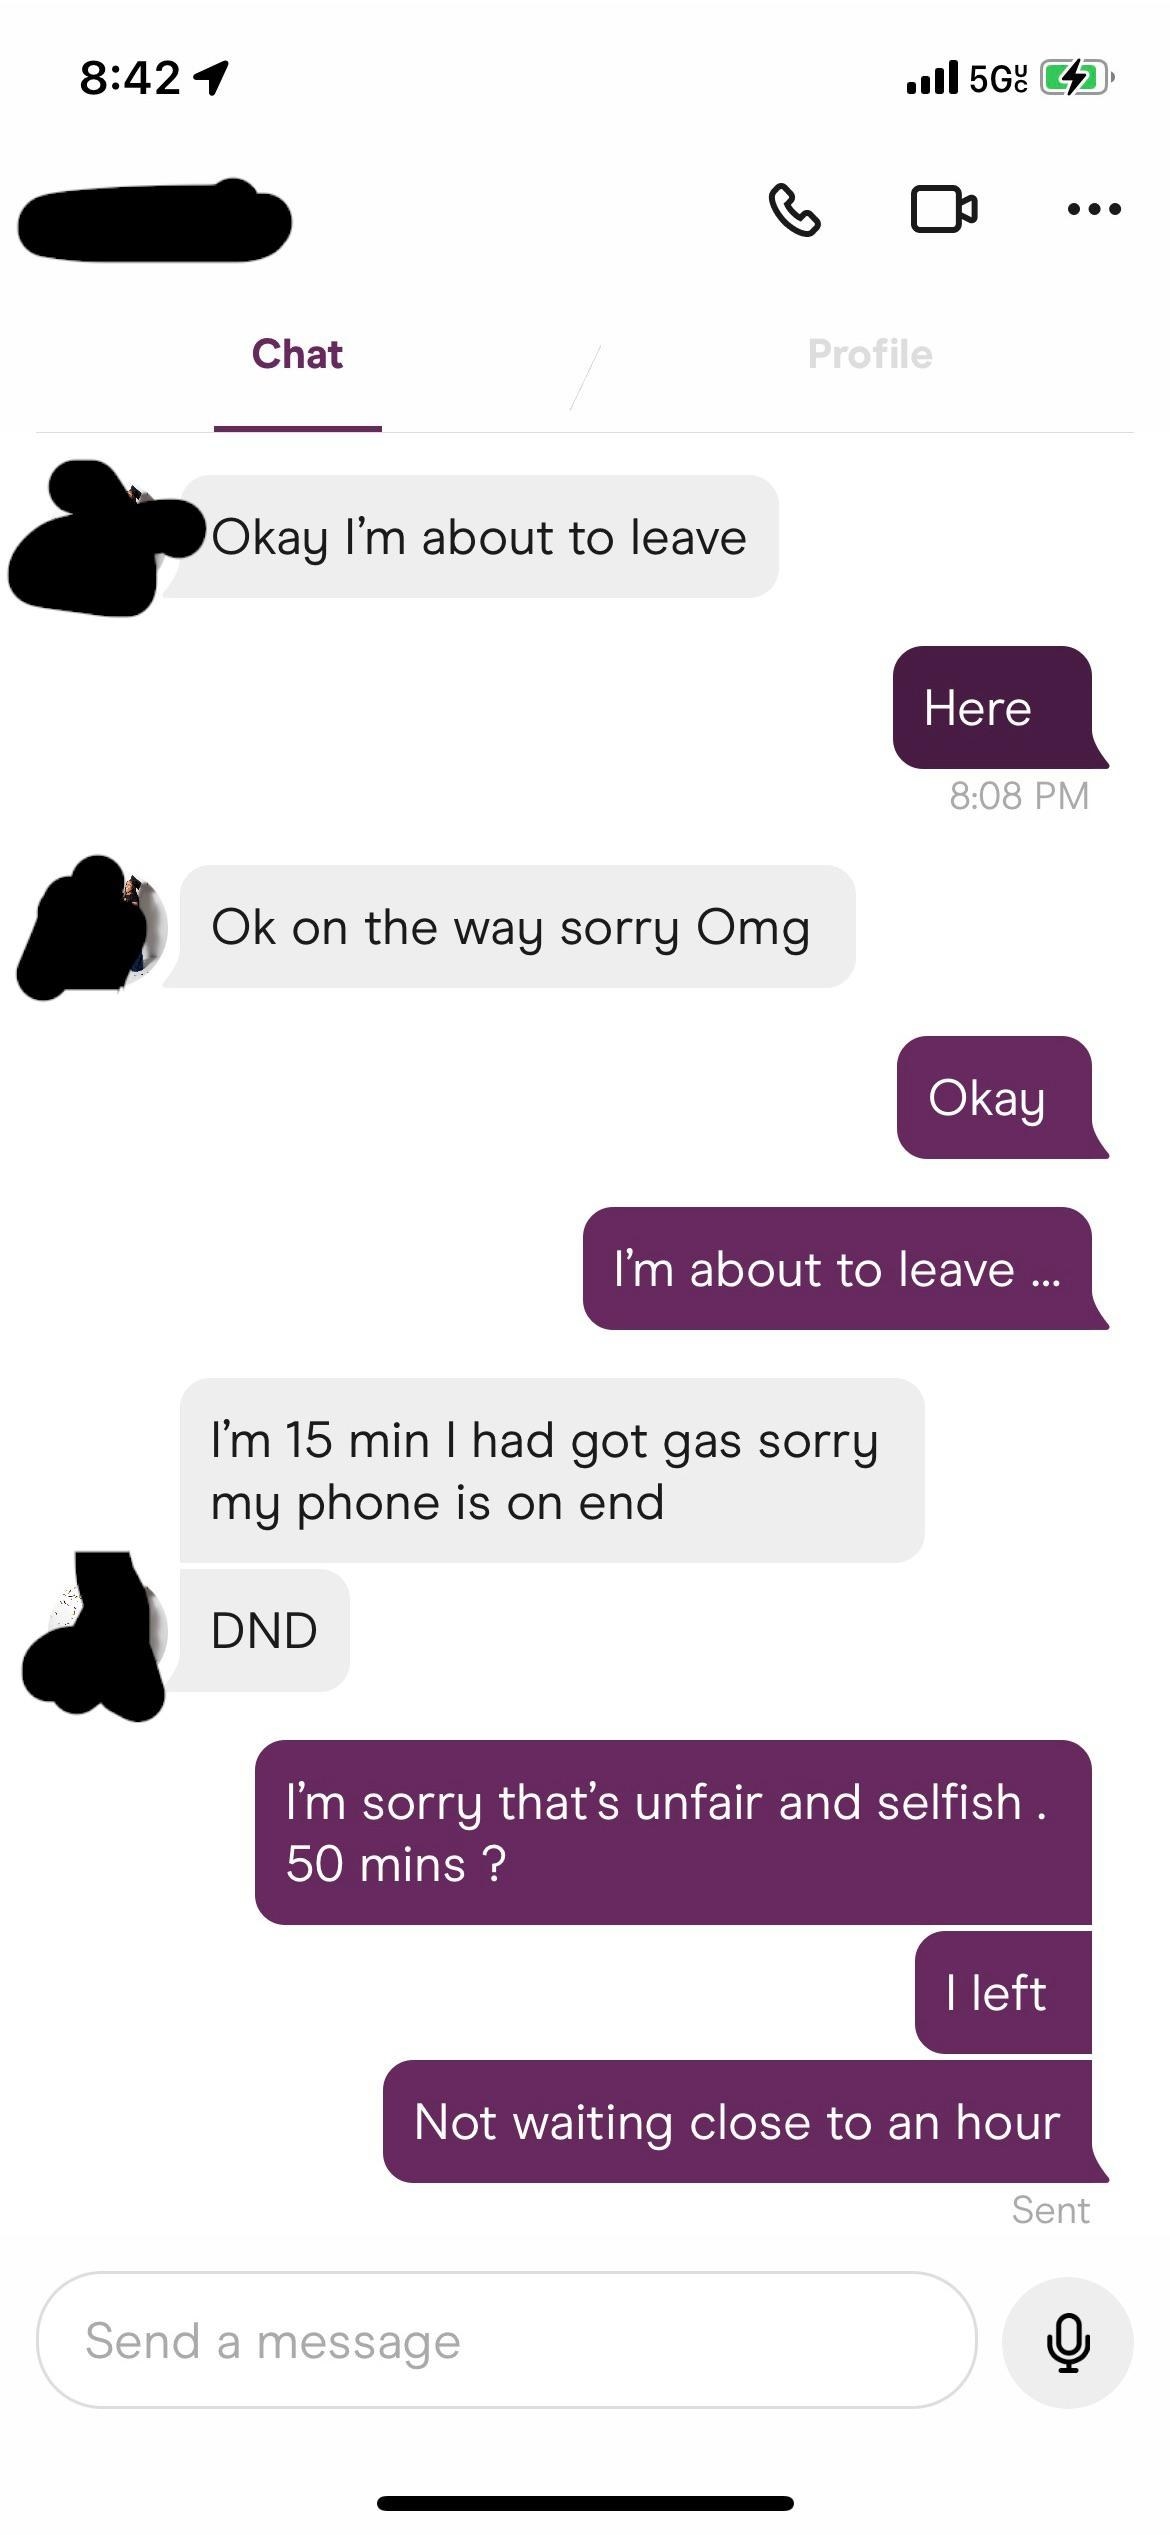 8:42
5GUC
Chat
Profile
Okay I'm about to leave
Here
8:08 PM
Ok on the way sorry Omg
Okay
I'm about to leave ...
I'm 15 min I had got gas sorry
my phone is on end
DND
I'm sorry that's unfair and selfish .
50 mins ?
I left
Not waiting close to an hour
Sent
Send a message